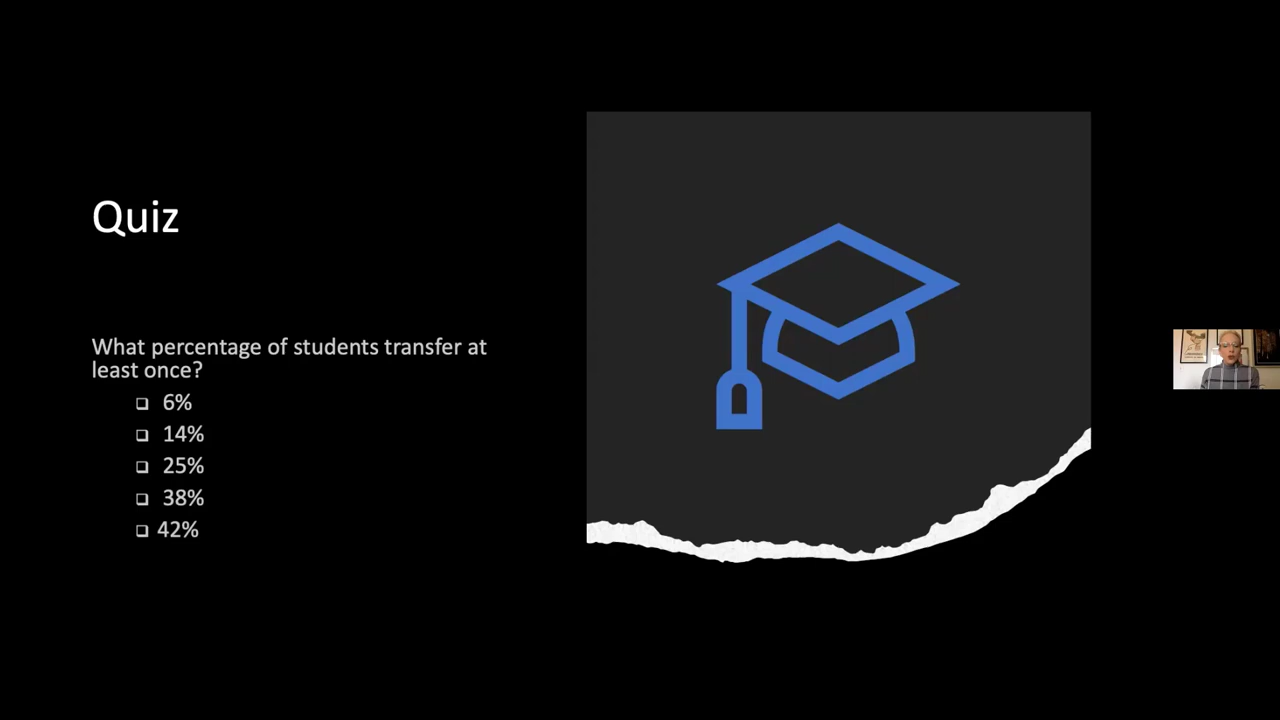 Quiz
What percentage of students transfer at
least once?
6%
14%
25%
38%
42%